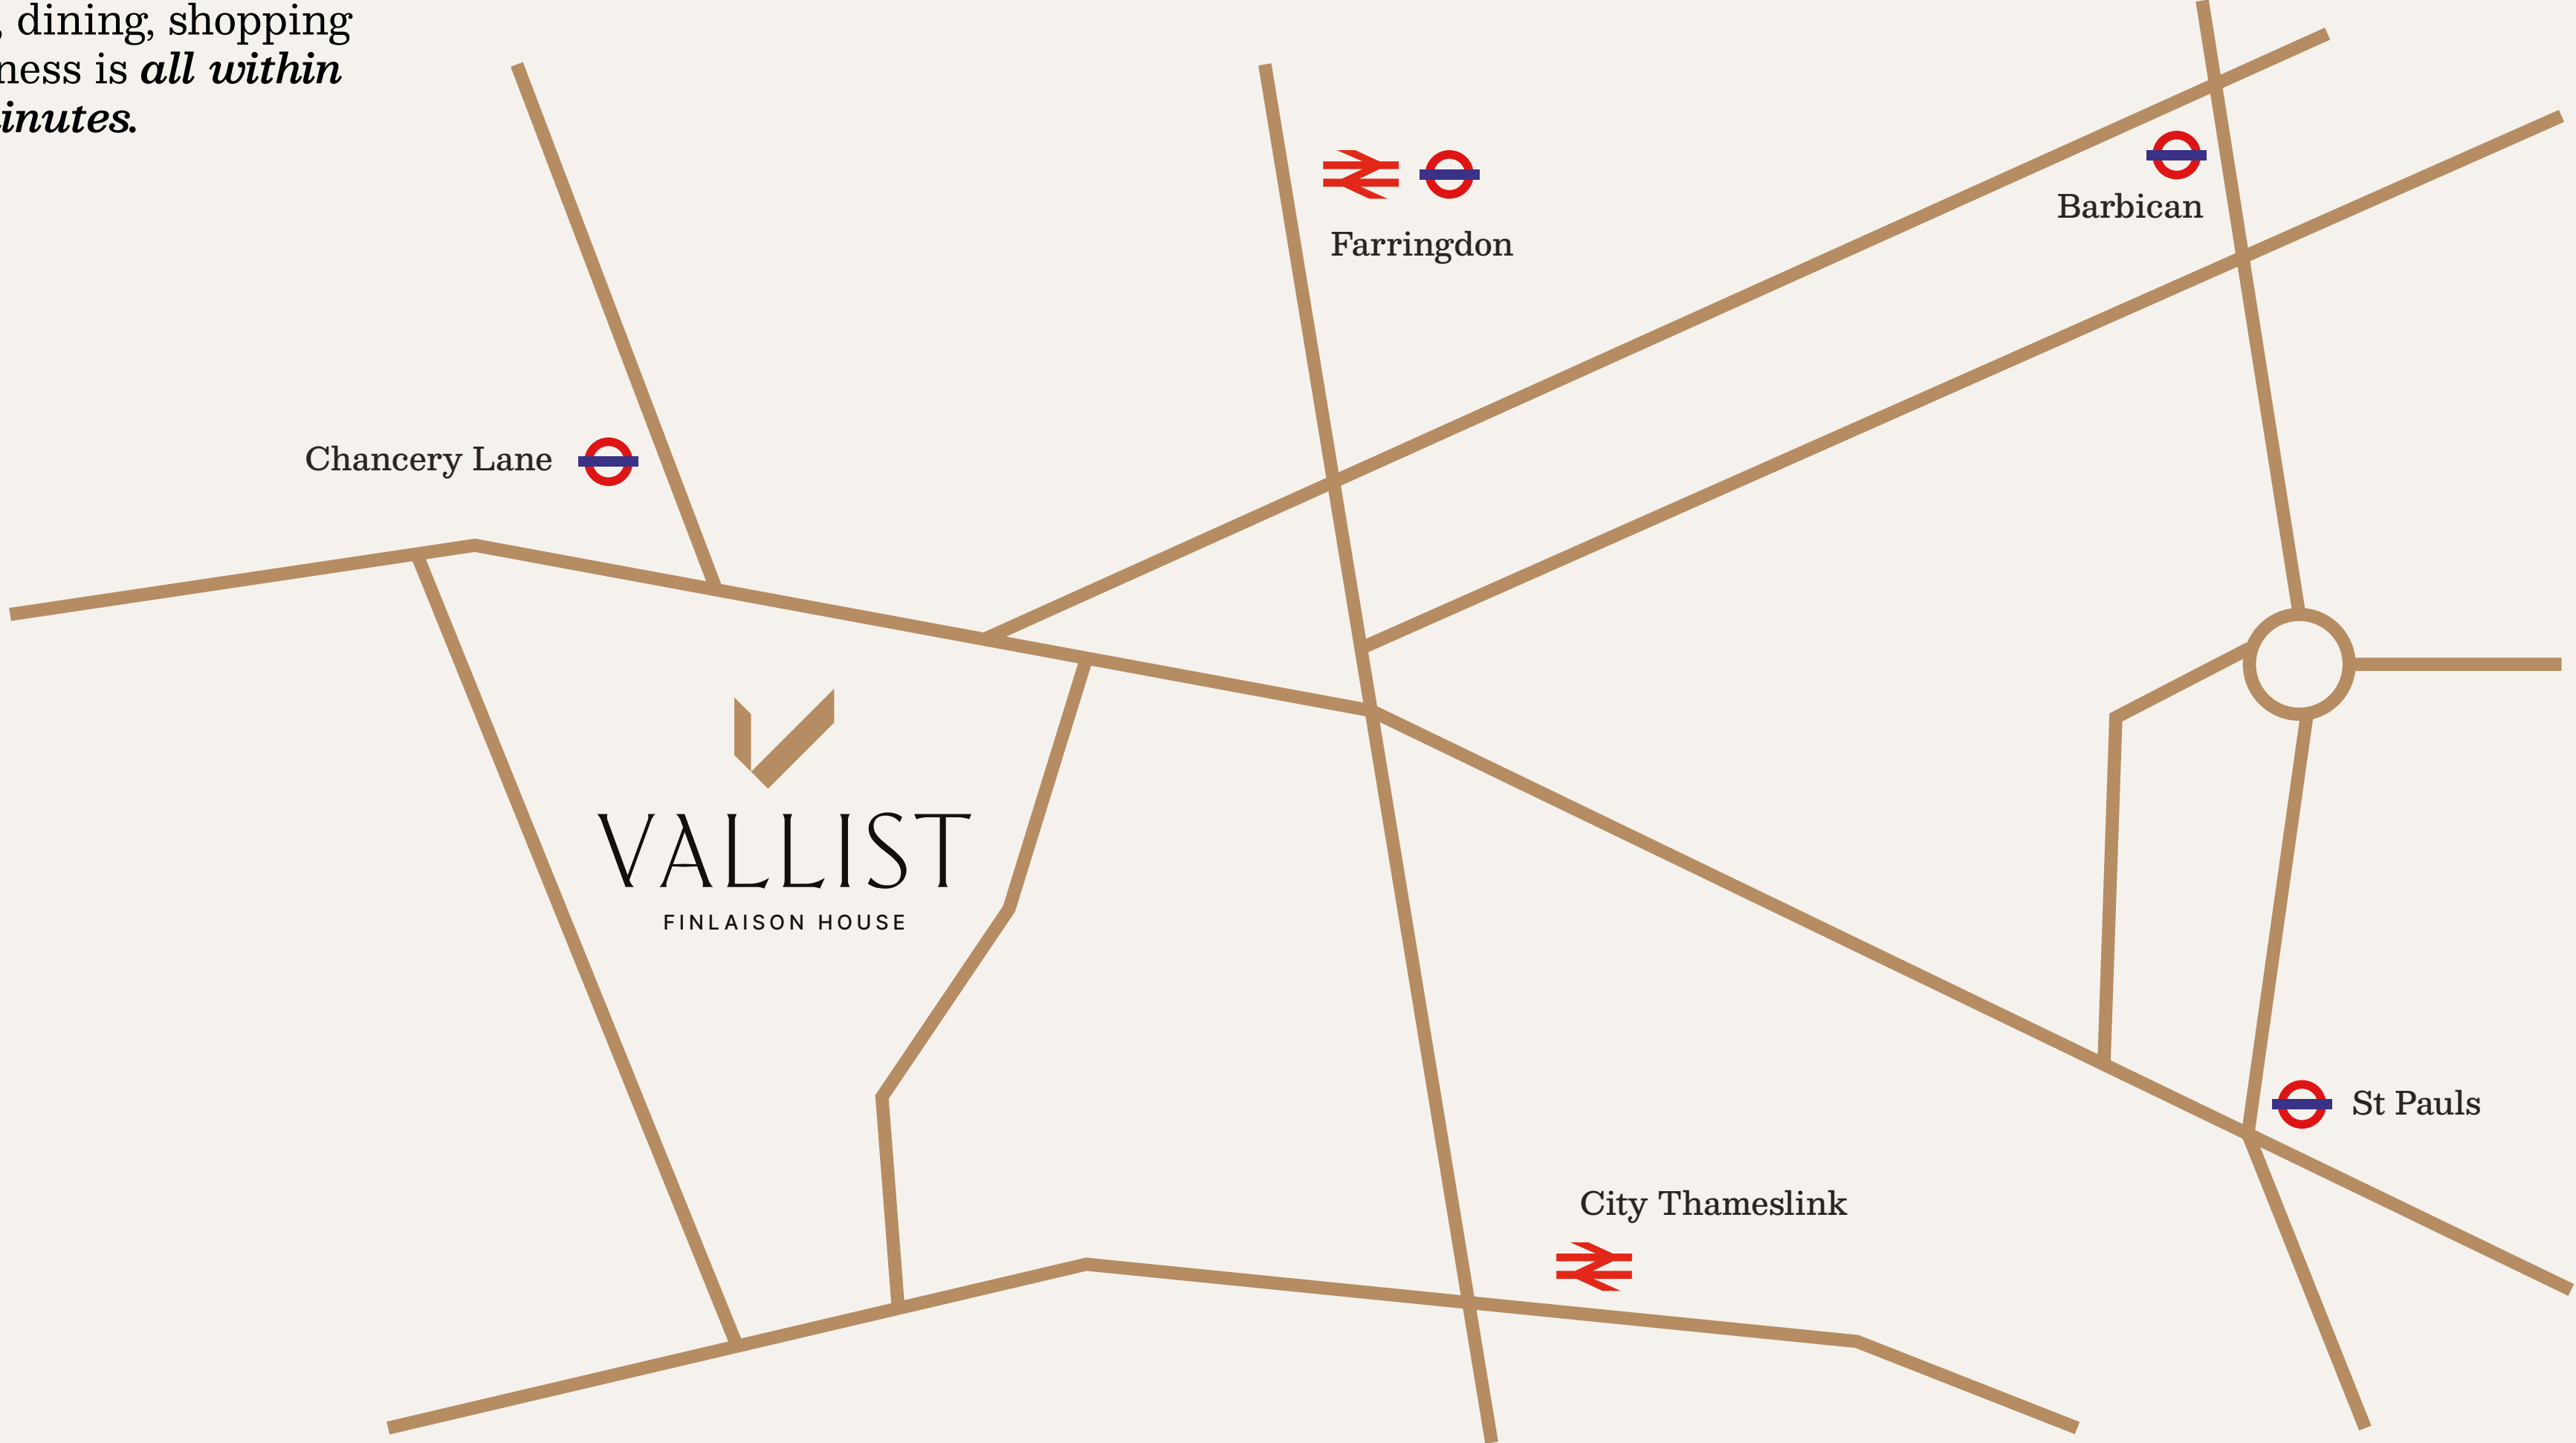 , dining, shopping
ness is all within
inutes.
Farringdon
Barbican
Chancery Lane
VALLIST
FINLAISON HOUSE
St Pauls
City Thameslink